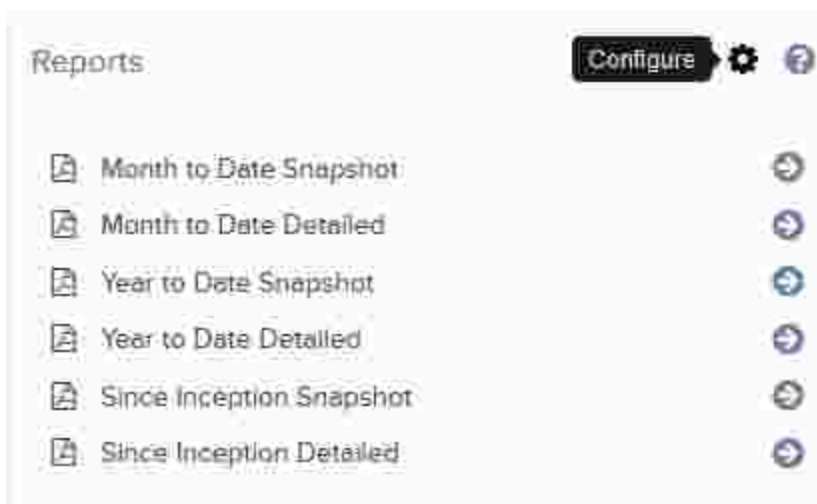 Reports
Configure
Month to Date Snapshot
Month to Date Detailed
Year to Date Snapshot
Year to Date Detailed
Since Inception Snapshot
Since Inception Detailed